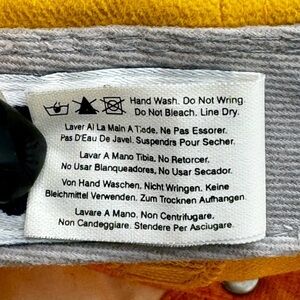 Hand Wash. Do Not Wring.
Do Not Bleach. Line Dry.
Laver Al La Main A Tiede. Ne Pas Essorer.
Pas D'Eau De Javel. Suspendrs Pour Secher.
Lavar A Mano Tibia. No Retorcer.
No Usar Blanqueadores, No Usar Secador.
Von Hand Waschen. Nicht Wringen. Keine
Bleichmittel Verwenden. Zum Trocknen Aufhangen.
Lavare A Mano. Non Centrifugare.
Non Candeggiare. Stendere Per Asciugare.